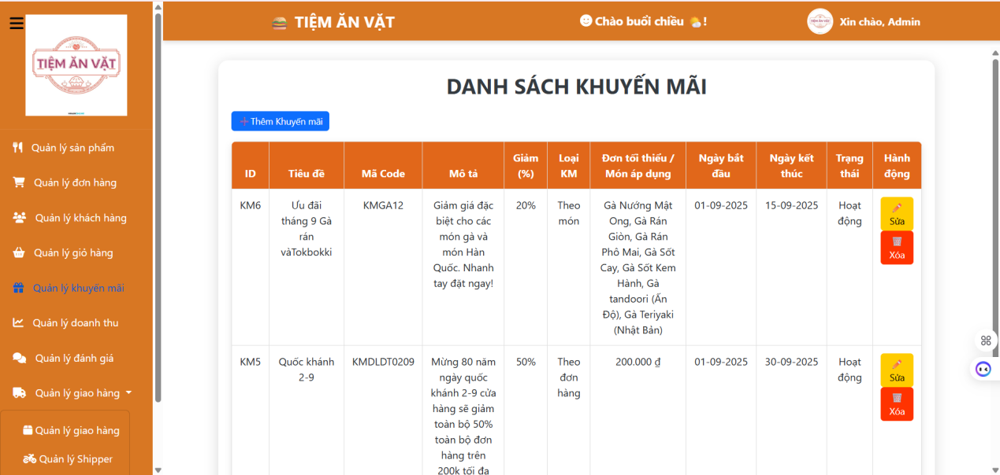 TIỆM ĂN VẶT
TIỆM ĂN VẶT
Chào buổi chiều !
Xin chào, Admin
Quản lý sản phẩm
Quản lý đơn hàng
Quản lý khách hàng
Quản lý giỏ hàng
Quản lý khuyến mãi
Quản lý doanh thu
Quản lý đánh giá
Quản lý giao hàng
Quản lý giao hàng
Quản lý Shipper
DANH SÁCH KHUYẾN MÃI
Thêm Khuyến mãi
ID
Tiêu đề
Mã Code
Mô tả
Giảm
(%)
Loại
KM
Đơn tối thiểu /
Món áp dụng
Ngày bắt
đầu
Ngày kết
thúc
Trạng
thái
Hành
động
KM6
Ưu đãi
tháng 9 Gà
rán
vàTokbokki
KMGA12
Giảm giá đặc
biệt cho các
món gà và
món Hàn
Quốc. Nhanh
tay đặt ngay!
20%
Theo
món
Gà Nướng Mật
Ong, Gà Rán
Giòn, Gà Rán
Phô Mai, Gà Sốt
Cay, Gà Sốt Kem
Hành, Gà
tandoori (Ấn
Độ), Gà Teriyaki
(Nhật Bản)
01-09-2025
15-09-2025
Hoạt
động
Sửa
Xóa
KM5
Quốc khánh
2-9
KMDLDT0209
Mừng 80 năm
ngày quốc
khánh 2-9 cửa
hàng sẽ giảm
toàn bộ 50%
toàn bộ đơn
hàng trên
200k tối đa
50%
Theo
đơn
hàng
200.000 ₫
01-09-2025
30-09-2025
Hoạt
động
Sửa
Xóa